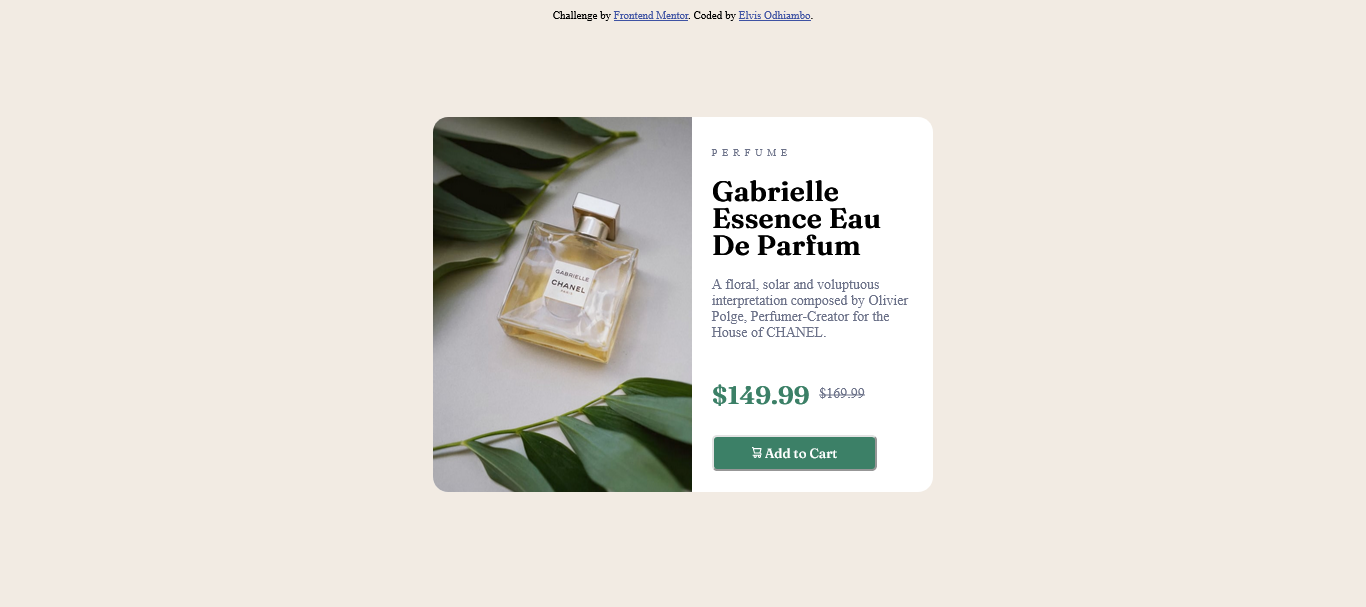 Challenge by Frontend Mentor. Coded by Elvis Odhiambo.
PERFUME
Gabrielle
Essence Eau
De Parfum
A floral, solar and voluptuous
interpretation composed by Olivier
Polge, Perfumer-Creator for the
House of CHANEL.
$149.99 $169.99
Add to Cart
GABRIELLE
CHANEL
PARIS